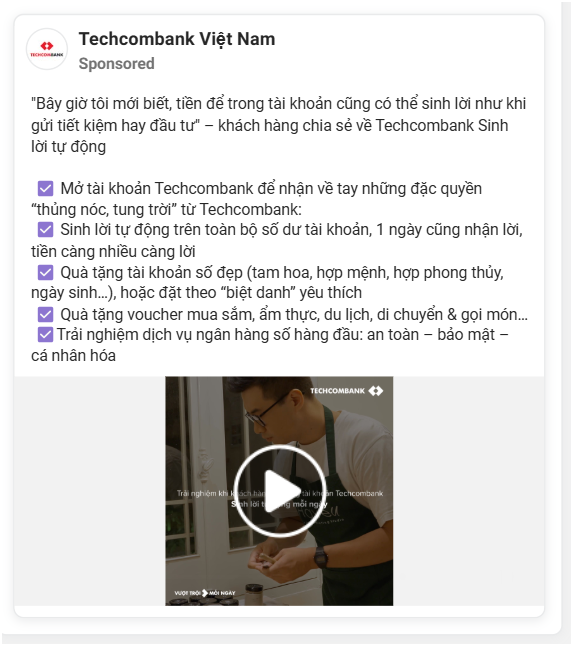 TECHCOMBANK
Techcombank Việt Nam
Sponsored
"Bây giờ tôi mới biết, tiền để trong tài khoản cũng có thể sinh lời như khi
gửi tiết kiệm hay đầu tư" – khách hàng chia sẻ về Techcombank Sinh
lời tự động
Mở tài khoản Techcombank để nhận về tay những đặc quyền
“thủng nóc, tung trời” từ Techcombank:
Sinh lời tự động trên toàn bộ số dư tài khoản, 1 ngày cũng nhận lời,
tiền càng nhiều càng lời
Quà tặng tài khoản số đẹp (tam hoa, hợp mệnh, hợp phong thủy,
ngày sinh…), hoặc đặt theo “biệt danh” yêu thích
Quà tặng voucher mua sắm, ẩm thực, du lịch, di chuyển & gọi món…
Trải nghiệm dịch vụ ngân hàng số hàng đầu: an toàn – bảo mật –
cá nhân hóa
TECHCOMBANK
Trải nghiệm khi khách hàng tài khoản Techcombank
Sinh lời mỗi ngày
VƯỢT TRỘI MỖI NGÀY